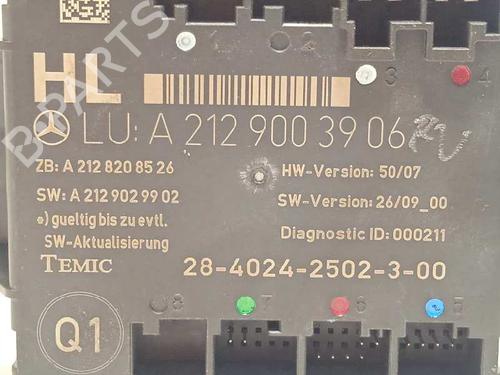 1 2 3 4
HL
LU: A 212 900 39 06 RV
ZB: A 212 820 85 26
HW-Version: 50/07
SW: A 212 902 99 02
SW-Version: 26/09_00
*) gueltig bis zu evtl.
SW-Aktualisierung
Diagnostic ID: 000211
TEMIC
28-4024-2502-3-00
8 7 6 5
Q1
B-PARTS